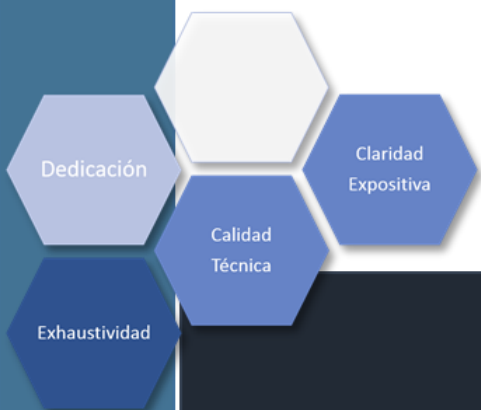 Dedicación
Claridad
Expositiva
Calidad
Técnica
Exhaustividad